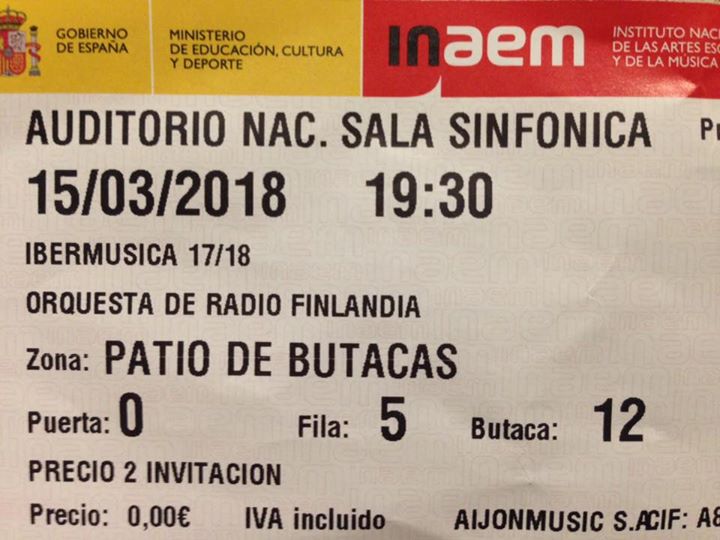 GOBIERNO
DE ESPAÑA
MINISTERIO
DE EDUCACIÓN, CULTURA
Y DEPORTE
inaem
INSTITUTO NAC
DE LAS ARTES ESC
Y DE LA MÚSICA
AUDITORIO NAC. SALA SINFONICA
15/03/2018 19:30
IBERMUSICA 17/18
ORQUESTA DE RADIO FINLANDIA
Zona: PATIO DE BUTACAS
Puerta: 0 Fila: 5 Butaca: 12
PRECIO 2 INVITACION
Precio: 0,00€ IVA incluido AIJONMUSIC S.ACIF: A8